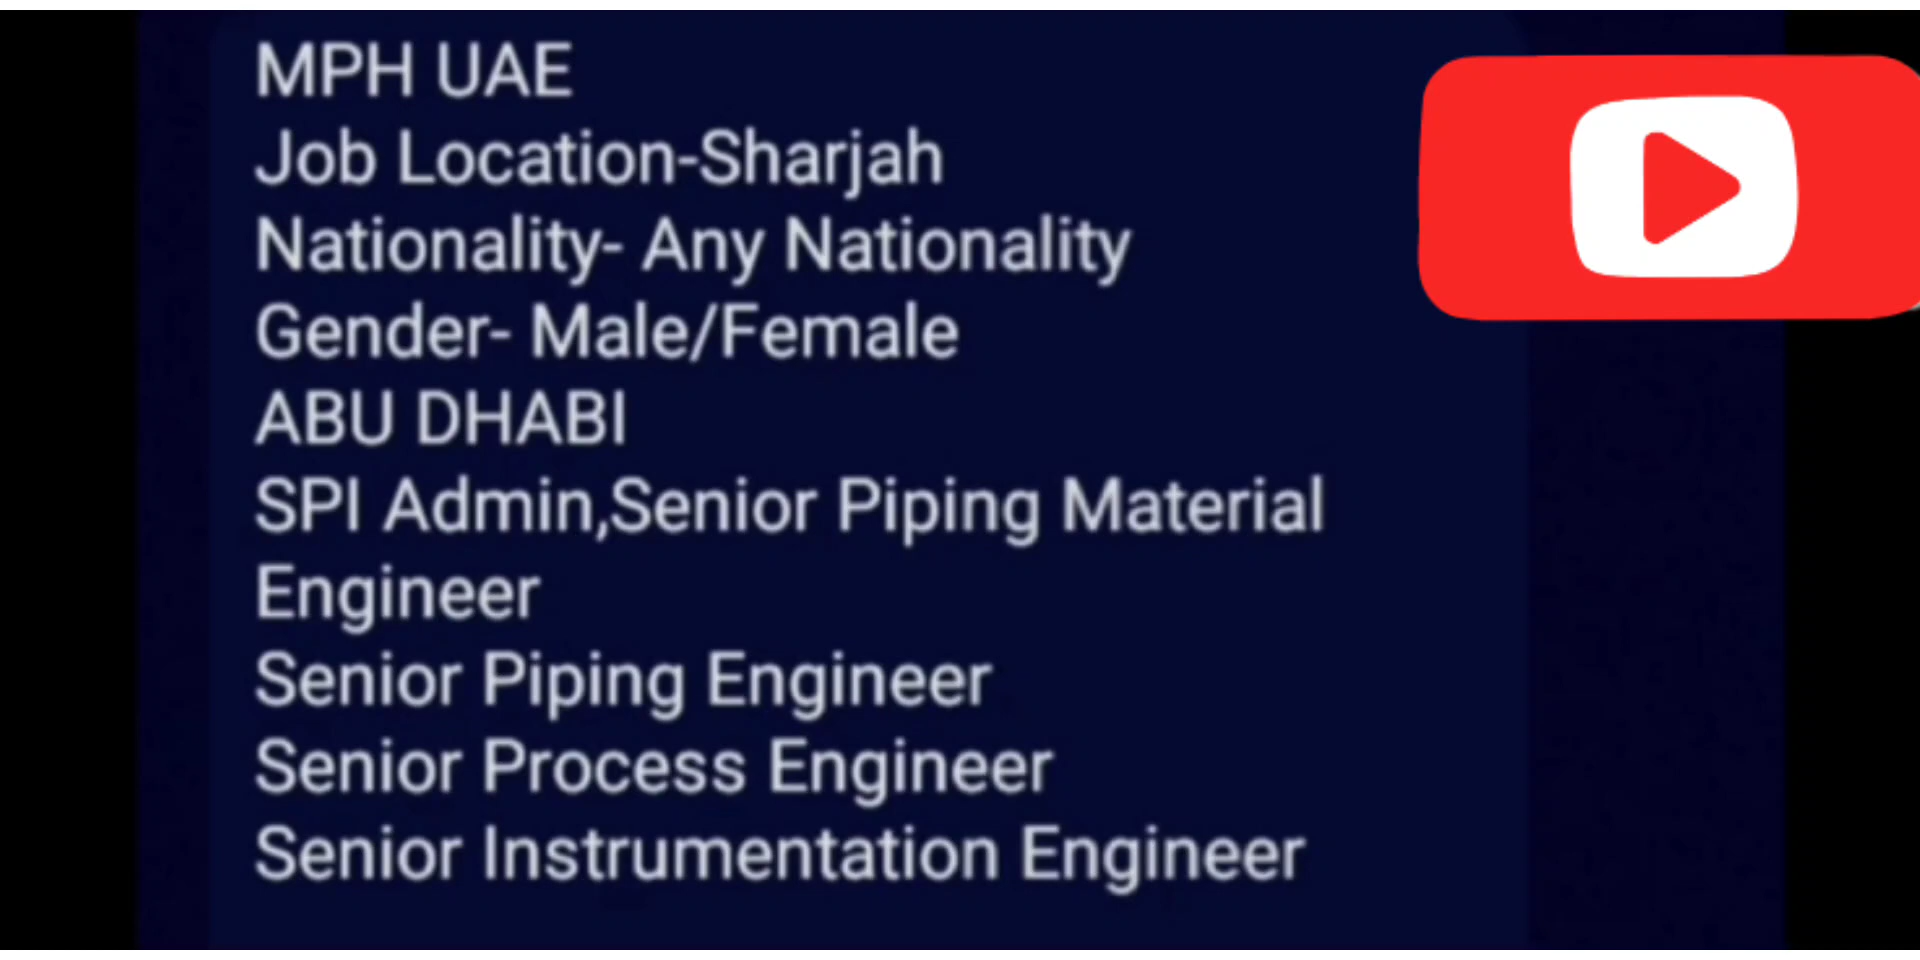 MPH UAE
Job Location-Sharjah
Nationality- Any Nationality
Gender- Male/Female
ABU DHABI
SPI Admin,Senior Piping Material
Engineer
Senior Piping Engineer
Senior Process Engineer
Senior Instrumentation Engineer